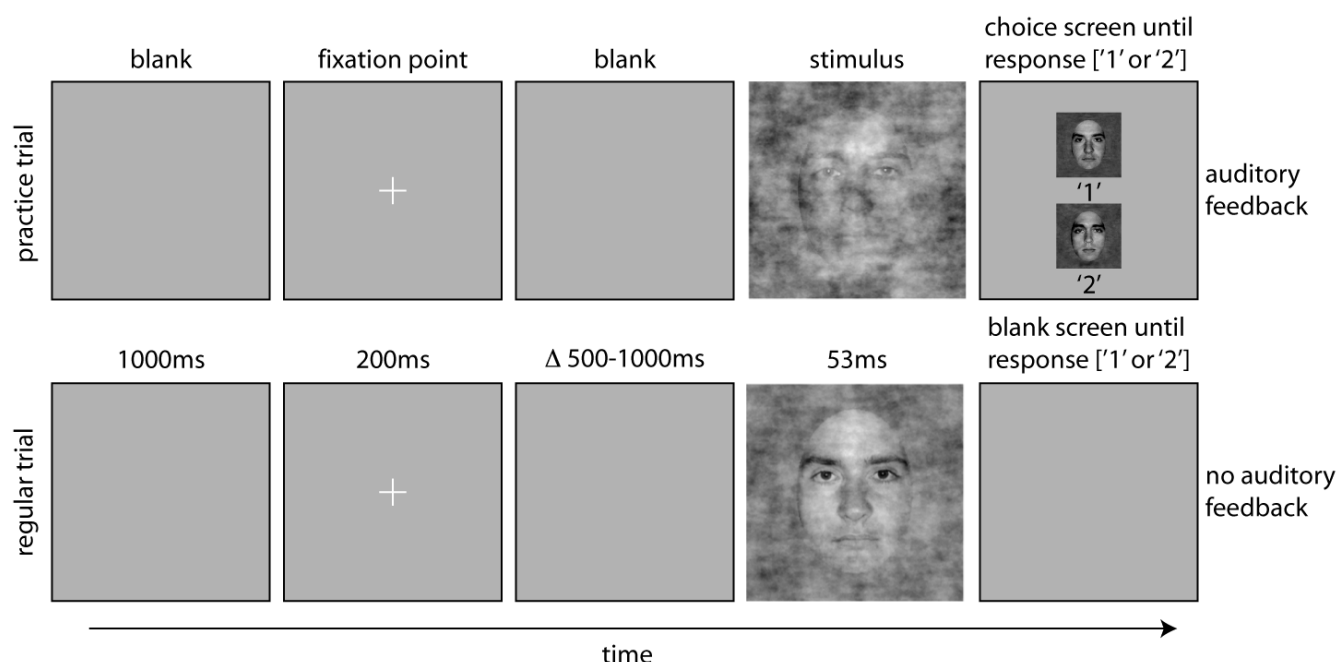 blank
fixation point
blank
stimulus
choice screen until
response ['1' or ‘2’]
practice trial
‘1’
‘2’
auditory
feedback
1000ms
200ms
Δ 500-1000ms
53ms
blank screen until
response ['1' or ‘2’]
regular trial
no auditory
feedback
time